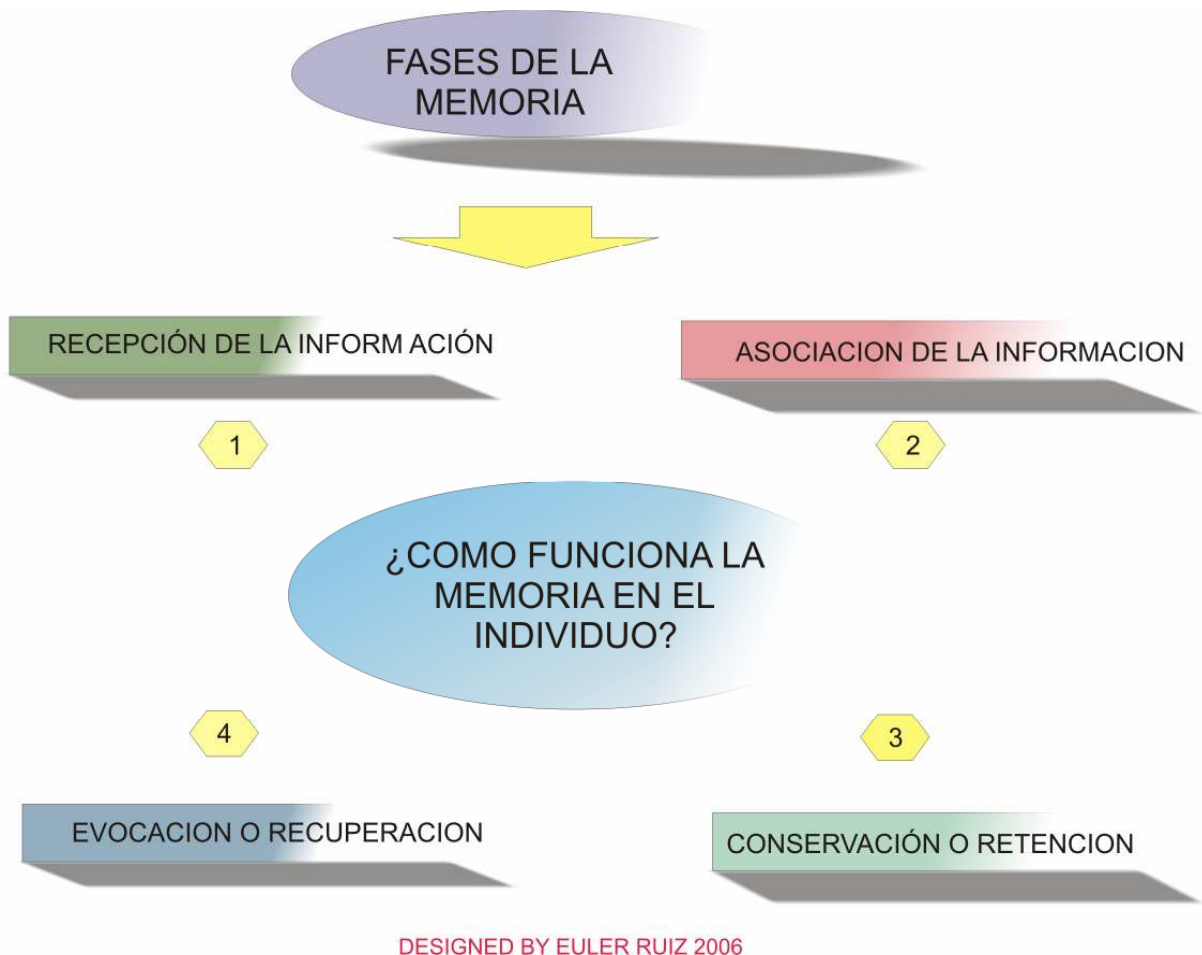 FASES DE LA
MEMORIA
RECEPCIÓN DE LA INFORM ACIÓN
ASOCIACION DE LA INFORMACION
1
2
¿COMO FUNCIONA LA
MEMORIA EN EL
INDIVIDUO?
4
3
EVOCACION O RECUPERACION
CONSERVACIÓN O RETENCION
DESIGNED BY EULER RUIZ 2006